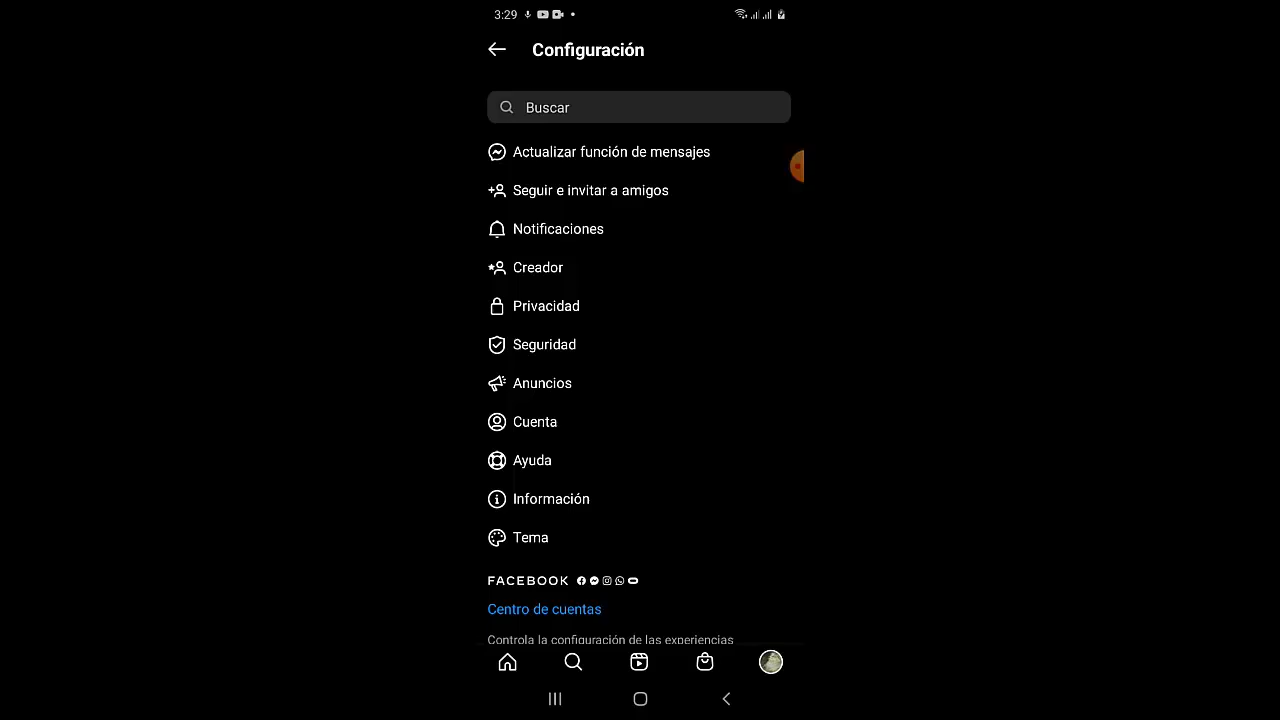 3:29
Configuración
Buscar
Actualizar función de mensajes
Seguir e invitar a amigos
Notificaciones
Creador
Privacidad
Seguridad
Anuncios
Cuenta
Ayuda
Información
Tema
FACEBOOK
Centro de cuentas
Controla la configuración de las experiencias